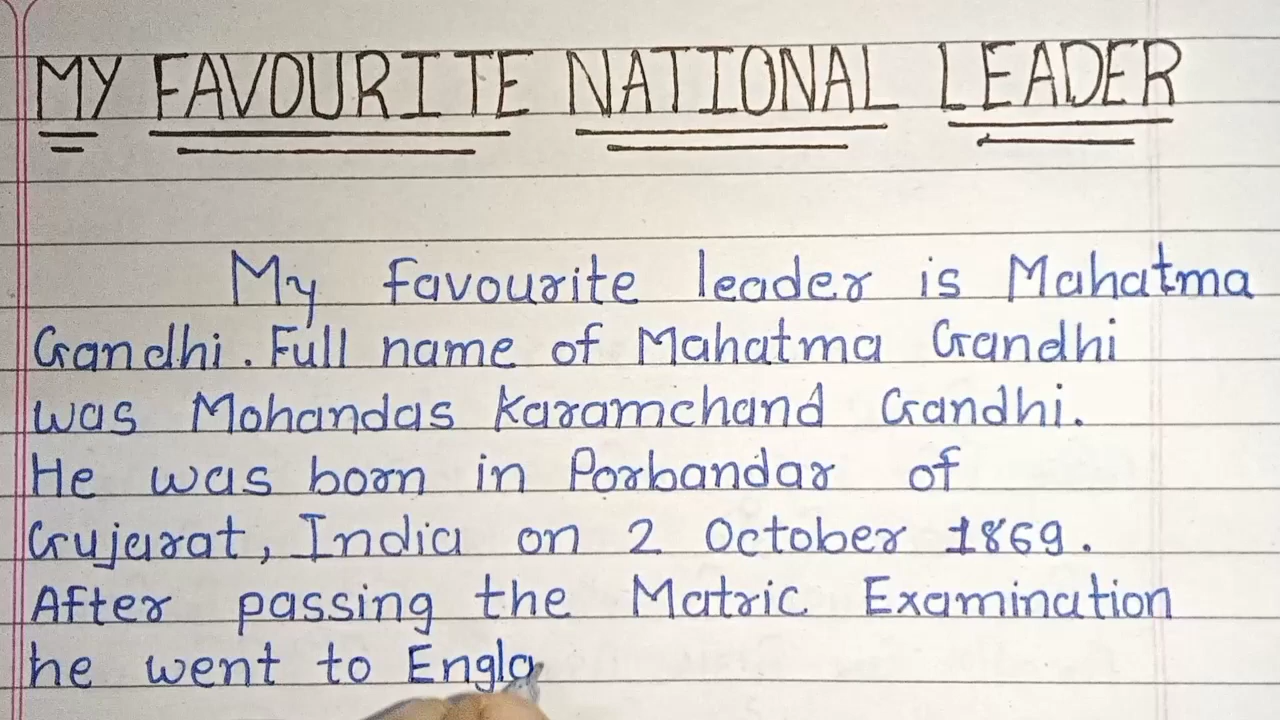 MY FAVOURITE NATIONAL LEADER
My favourite leader is Mahatma
Gandhi. Full name of Mahatma Gandhi
was Mohandas Karamchand Gandhi.
He was born in Porbandar of
Gujarat, India on 2 October 1869.
After passing the Matric Examination
he went to Engla